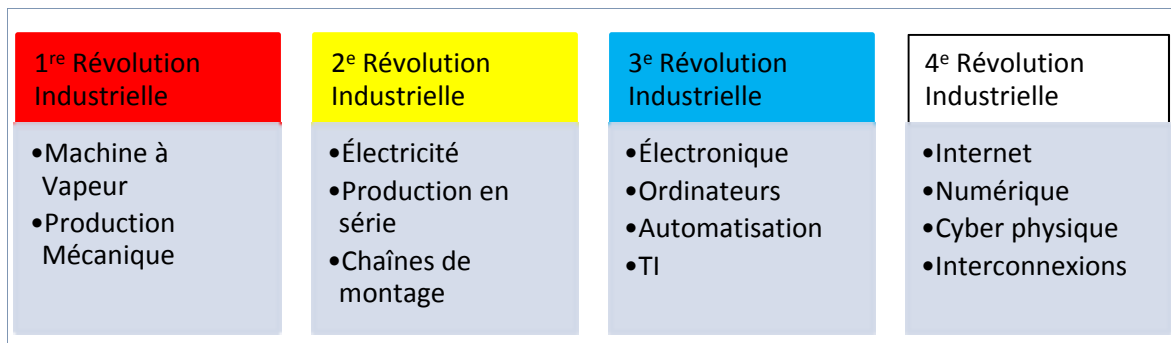 1re Révolution
Industrielle
•Machine à
Vapeur
•Production
Mécanique
2e Révolution
Industrielle
•Électricité
•Production en
série
•Chaînes de
montage
3e Révolution
Industrielle
•Électronique
•Ordinateurs
•Automatisation
•TI
4e Révolution
Industrielle
•Internet
•Numérique
•Cyber physique
•Interconnexions